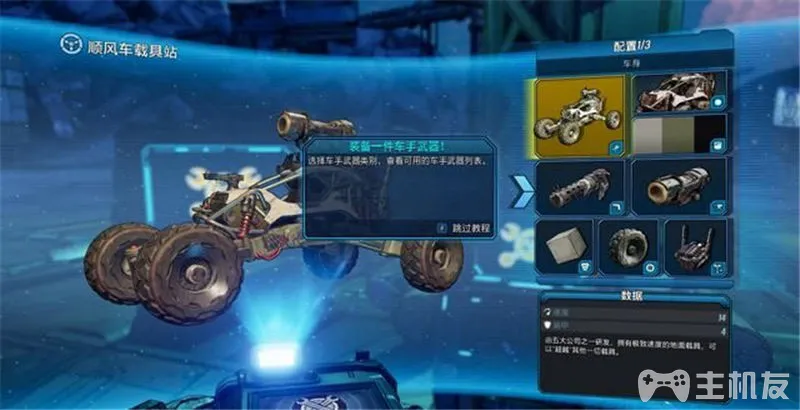 顺风车载具站
配置1/3
车身
装备一件车手武器！
选择车手武器类别，查看可用的车手武器列表。
跳过教程
数据
4
由五大公司之一研发，拥有极致速度的地面载具，可
以“超越”其他一切载具。
主机友